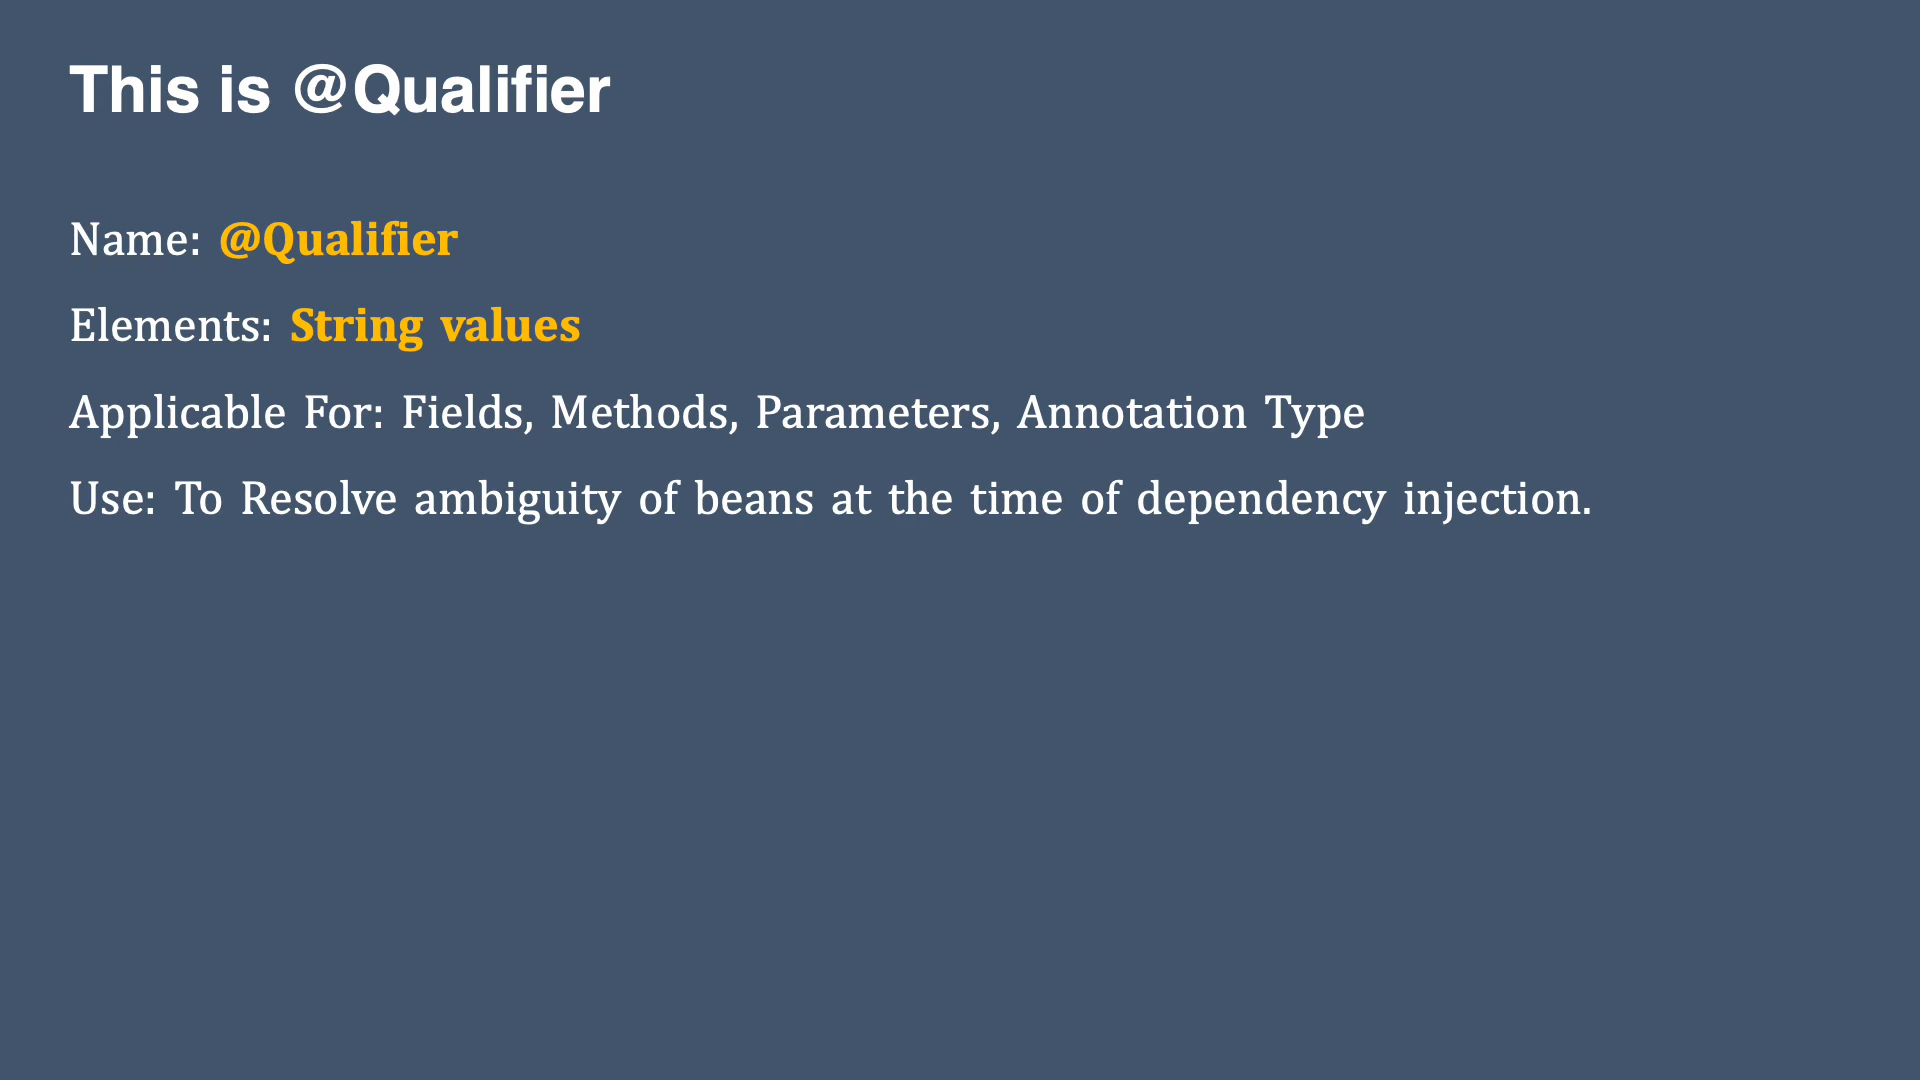 This is @Qualifier
Name: @Qualifier
Elements: String values
Applicable For: Fields, Methods, Parameters, Annotation Type
Use: To Resolve ambiguity of beans at the time of dependency injection.